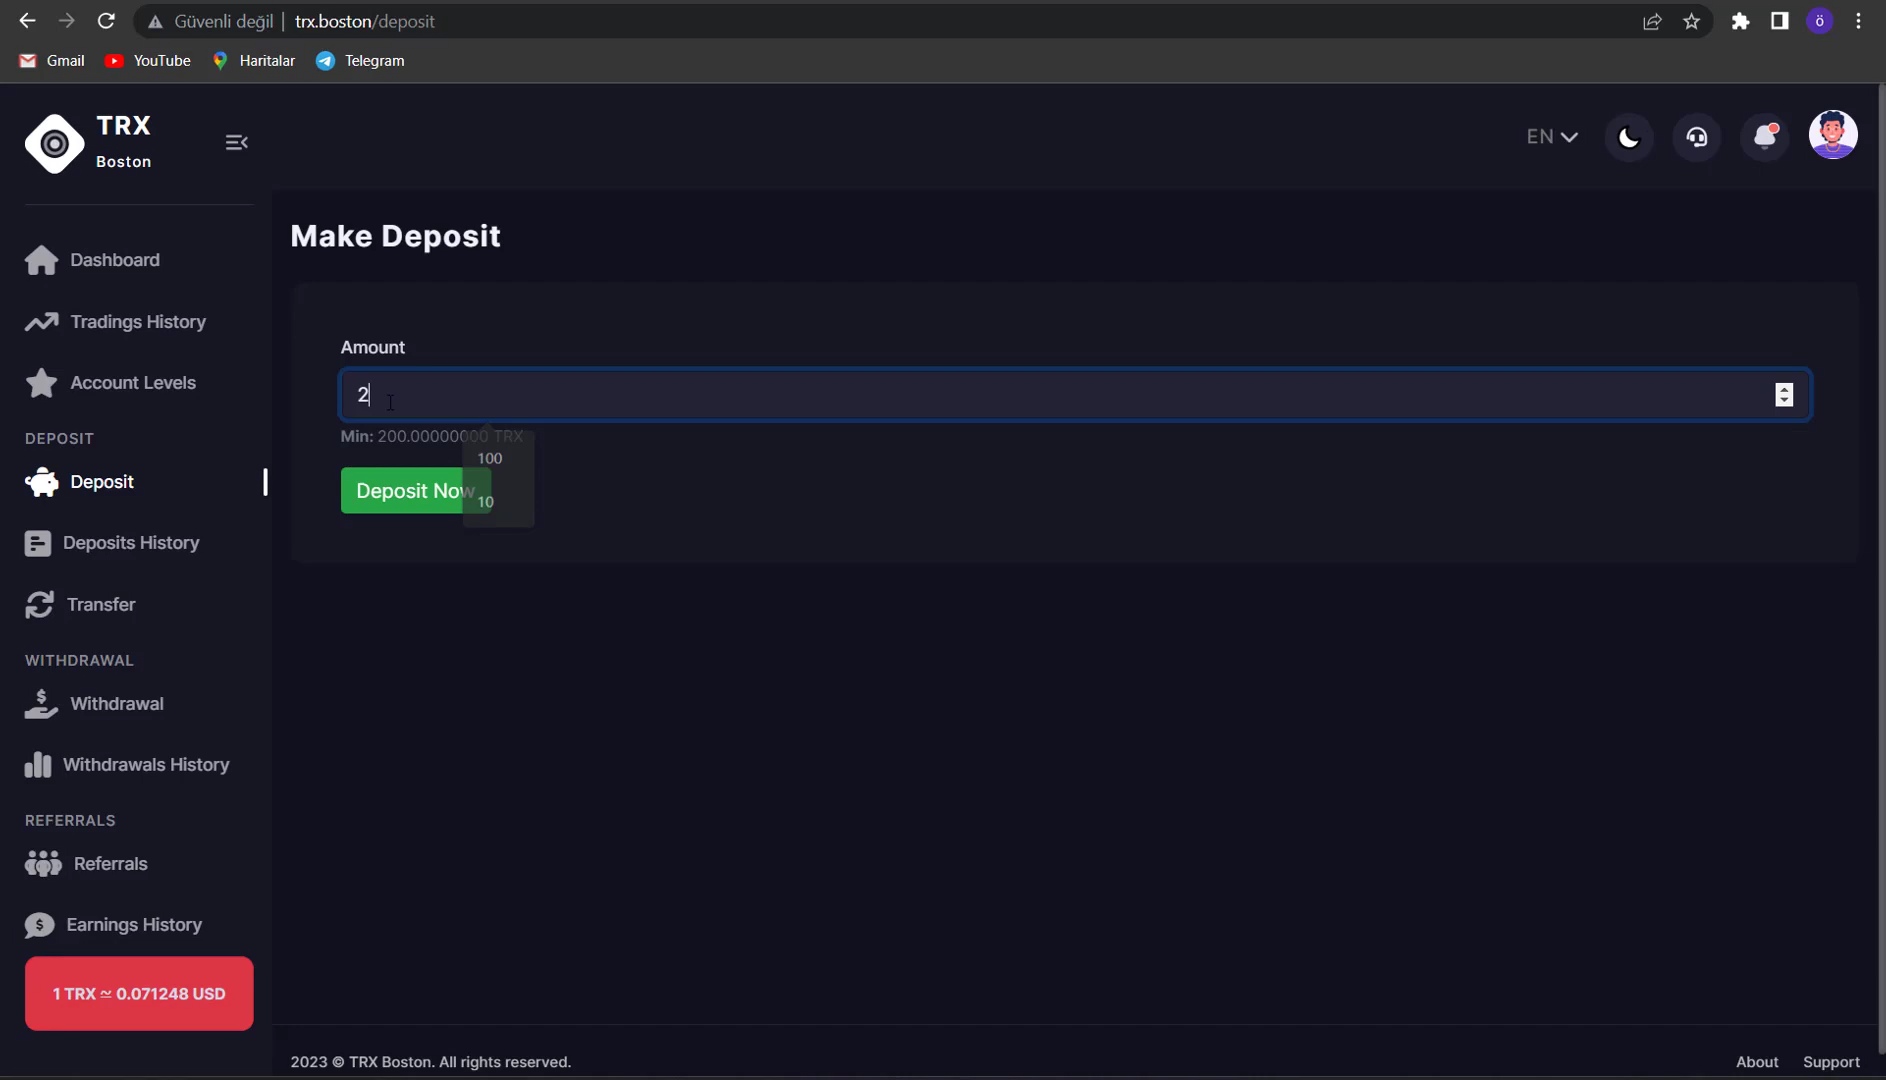 Güvenli değil | trx.boston/deposit
ö
Gmail YouTube Haritalar Telegram
TRX
Boston
EN
Make Deposit
Dashboard
Tradings History
Account Levels
DEPOSIT
Deposit
Deposits History
Transfer
WITHDRAWAL
Withdrawal
Withdrawals History
REFERRALS
Referrals
Earnings History
1 TRX ≃ 0.071248 USD
Amount
2
Min: 200.00000000 TRX
100
Deposit Now
10
2023 © TRX Boston. All rights reserved.
About Support